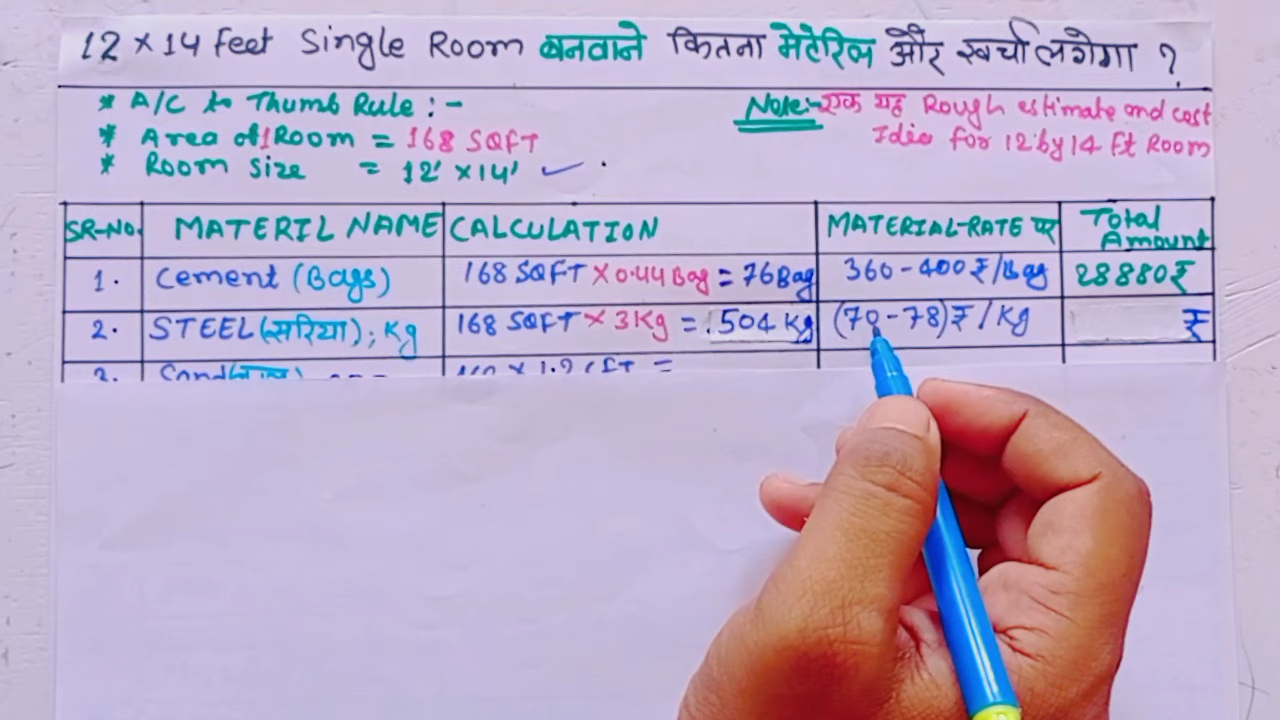 12 × 14 Feet Single Room बनवाने कितना मेटेरिल और खर्चा लगेगा ?
* A/C to Thumb Rule : -
* Area of 1 Room = 168 SQFT
* Room Size = 12' × 14'
Note:- एक यह Rough estimate and cost
Idia for 12 by 14 Ft Room
SR-NO. MATERIL NAME CALCULATION MATERIAL-RATE पर Total Amount
1. Cement (Bags) 168 SQFT × 0.44 Bag = 76 Bag 360 - 400 ₹/Bag 28880 ₹
2. STEEL (सरिया) ; Kg 168 SQFT × 3 Kg = 504 Kg (70 - 78) ₹ / Kg ₹